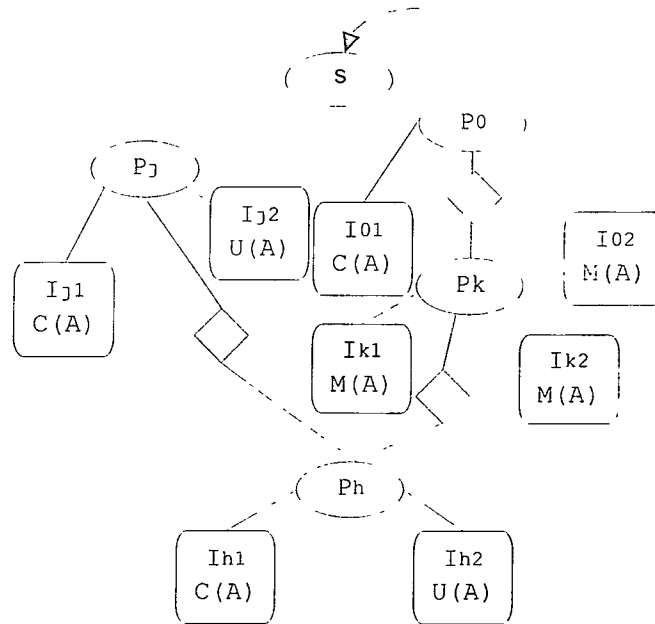 S
P0
Pj
Ij2
U(A)
I01
C(A)
I02
M(A)
Ij1
C(A)
Pk
Ik1
M(A)
Ik2
M(A)
Ph
Ih1
C(A)
Ih2
U(A)